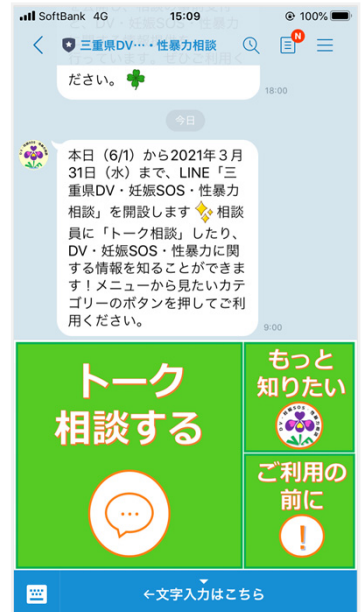 SoftBank 4G 15:09 100%
三重県DV…・性暴力相談
N
ださい。
18:00
今日
本日（6/1）から2021年３月
31日（水）まで、LINE「三
重県DV・妊娠SOS・性暴力
相談」を開設します✨相談
員に「トーク相談」したり、
DV・妊娠SOS・性暴力に関
する情報を知ることができま
す！メニューから見たいカテ
ゴリーのボタンを押してご利
用ください。
9:00
トーク
相談する
もっと
知りたい
ご利用の
前に
!
←文字入力はこちら